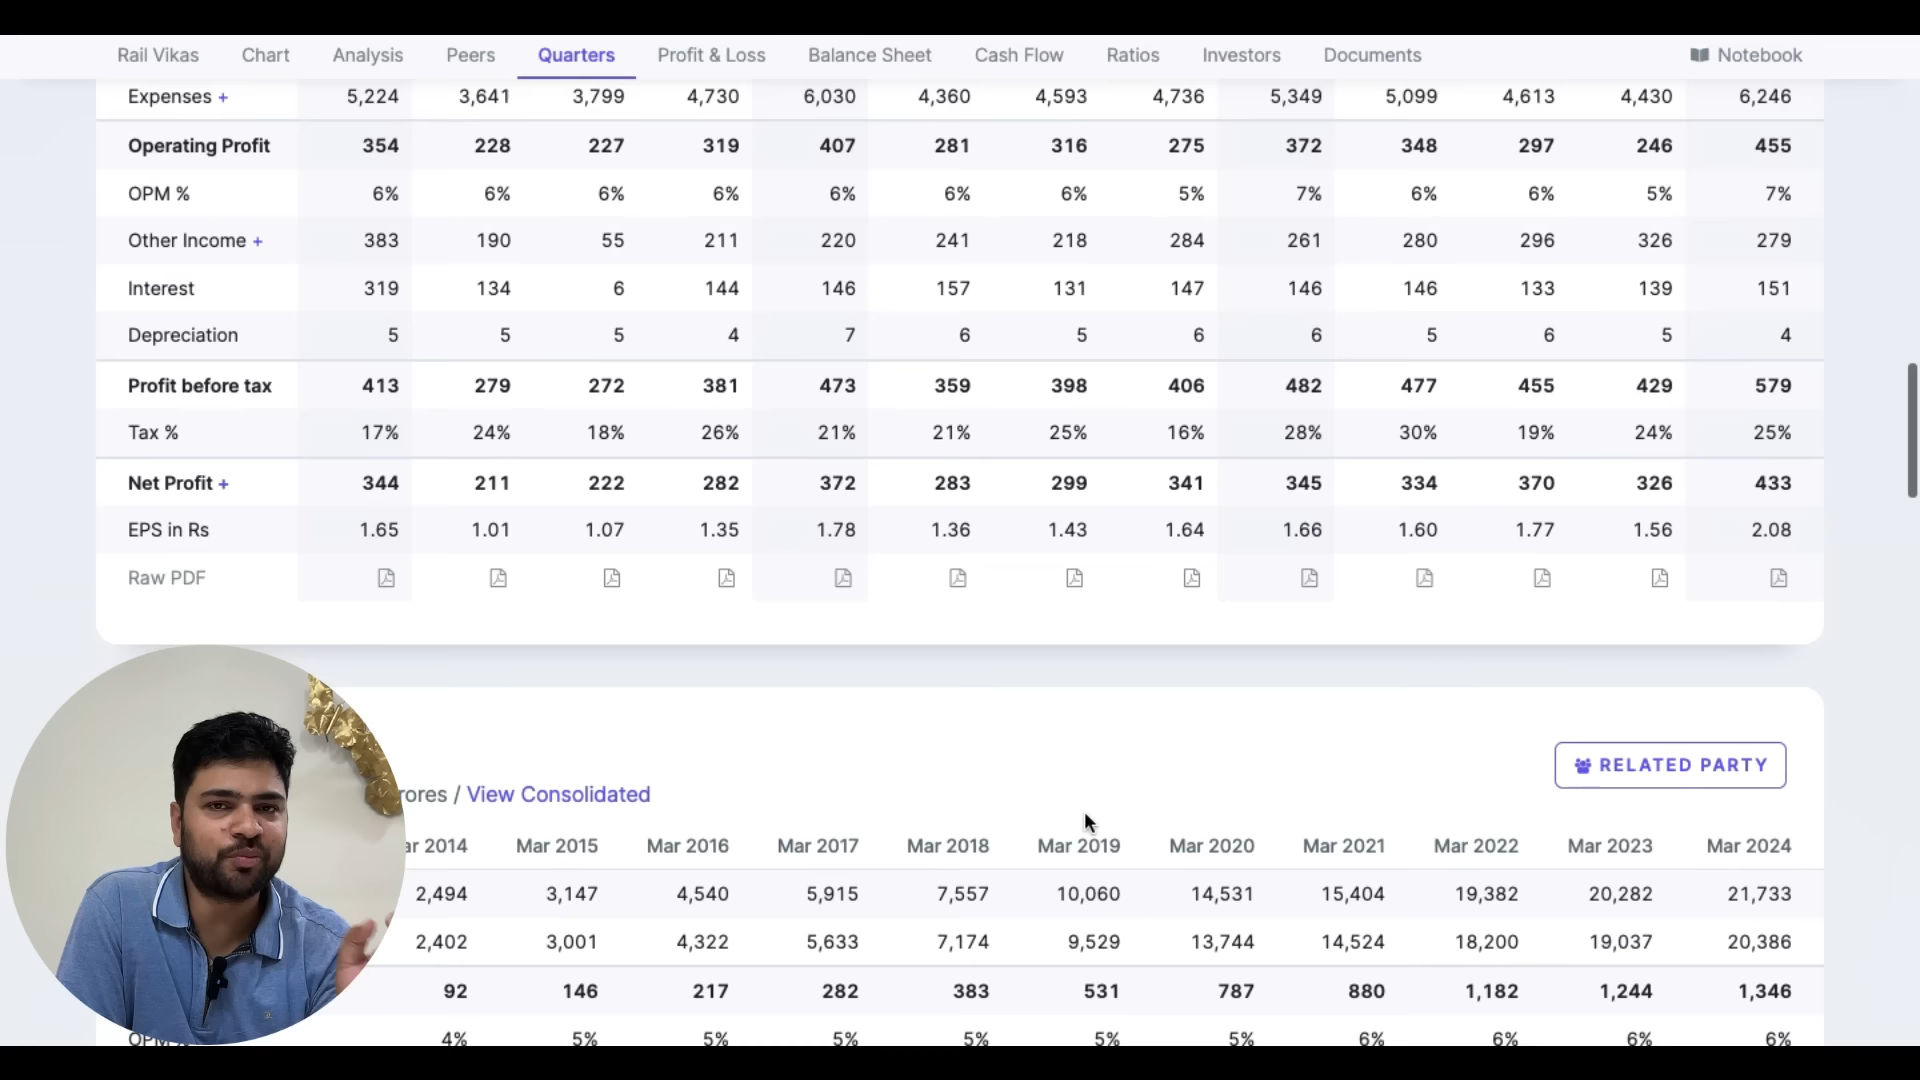 Rail Vikas Chart Analysis Peers Quarters Profit & Loss Balance Sheet Cash Flow Ratios Investors Documents Notebook
Expenses + 5,224 3,641 3,799 4,730 6,030 4,360 4,593 4,736 5,349 5,099 4,613 4,430 6,246
Operating Profit 354 228 227 319 407 281 316 275 372 348 297 246 455
OPM % 6% 6% 6% 6% 6% 6% 6% 5% 7% 6% 6% 5% 7%
Other Income + 383 190 55 211 220 241 218 284 261 280 296 326 279
Interest 319 134 6 144 146 157 131 147 146 146 133 139 151
Depreciation 5 5 5 4 7 6 5 6 6 5 6 5 4
Profit before tax 413 279 272 381 473 359 398 406 482 477 455 429 579
Tax % 17% 24% 18% 26% 21% 21% 25% 16% 28% 30% 19% 24% 25%
Net Profit + 344 211 222 282 372 283 299 341 345 334 370 326 433
EPS in Rs 1.65 1.01 1.07 1.35 1.78 1.36 1.43 1.64 1.66 1.60 1.77 1.56 2.08
Raw PDF
RELATED PARTY
rores / View Consolidated
ar 2014 Mar 2015 Mar 2016 Mar 2017 Mar 2018 Mar 2019 Mar 2020 Mar 2021 Mar 2022 Mar 2023 Mar 2024
2,494 3,147 4,540 5,915 7,557 10,060 14,531 15,404 19,382 20,282 21,733
2,402 3,001 4,322 5,633 7,174 9,529 13,744 14,524 18,200 19,037 20,386
92 146 217 282 383 531 787 880 1,182 1,244 1,346
OPM 4% 5% 5% 5% 5% 5% 5% 6% 6% 6% 6%